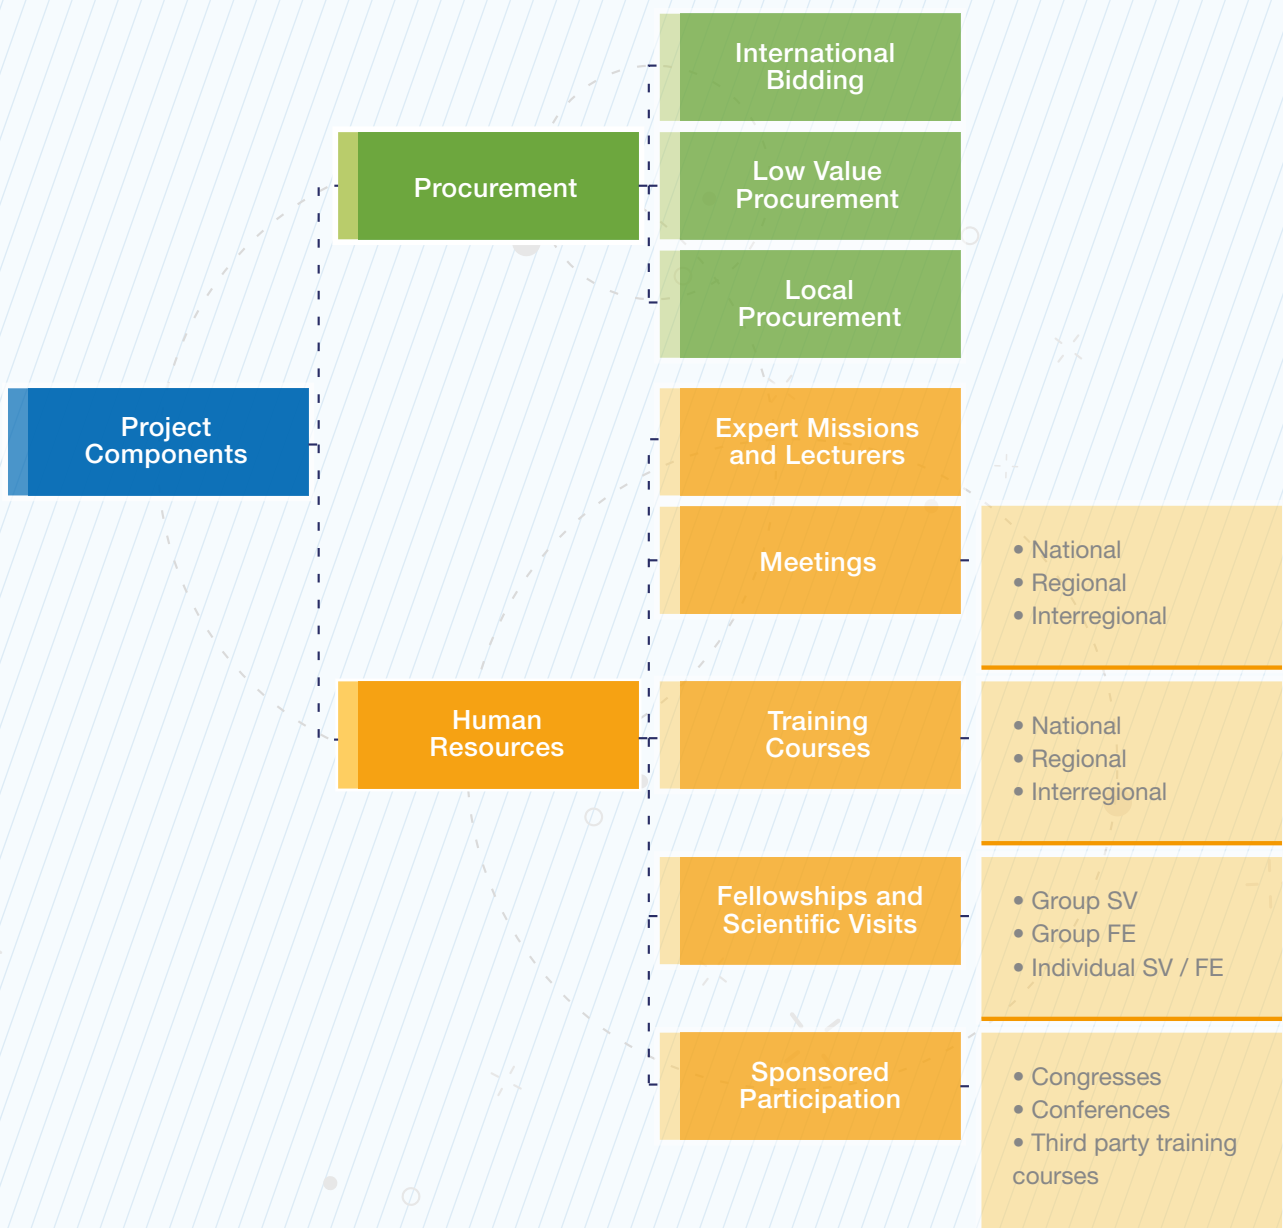 International
Bidding
Procurement
Low Value
Procurement
Local
Procurement
Project
Components
Expert Missions
and Lecturers
Meetings
• National
• Regional
• Interregional
Human
Resources
Training
Courses
• National
• Regional
• Interregional
Fellowships and
Scientific Visits
• Group SV
• Group FE
• Individual SV / FE
Sponsored
Participation
• Congresses
• Conferences
• Third party training
courses